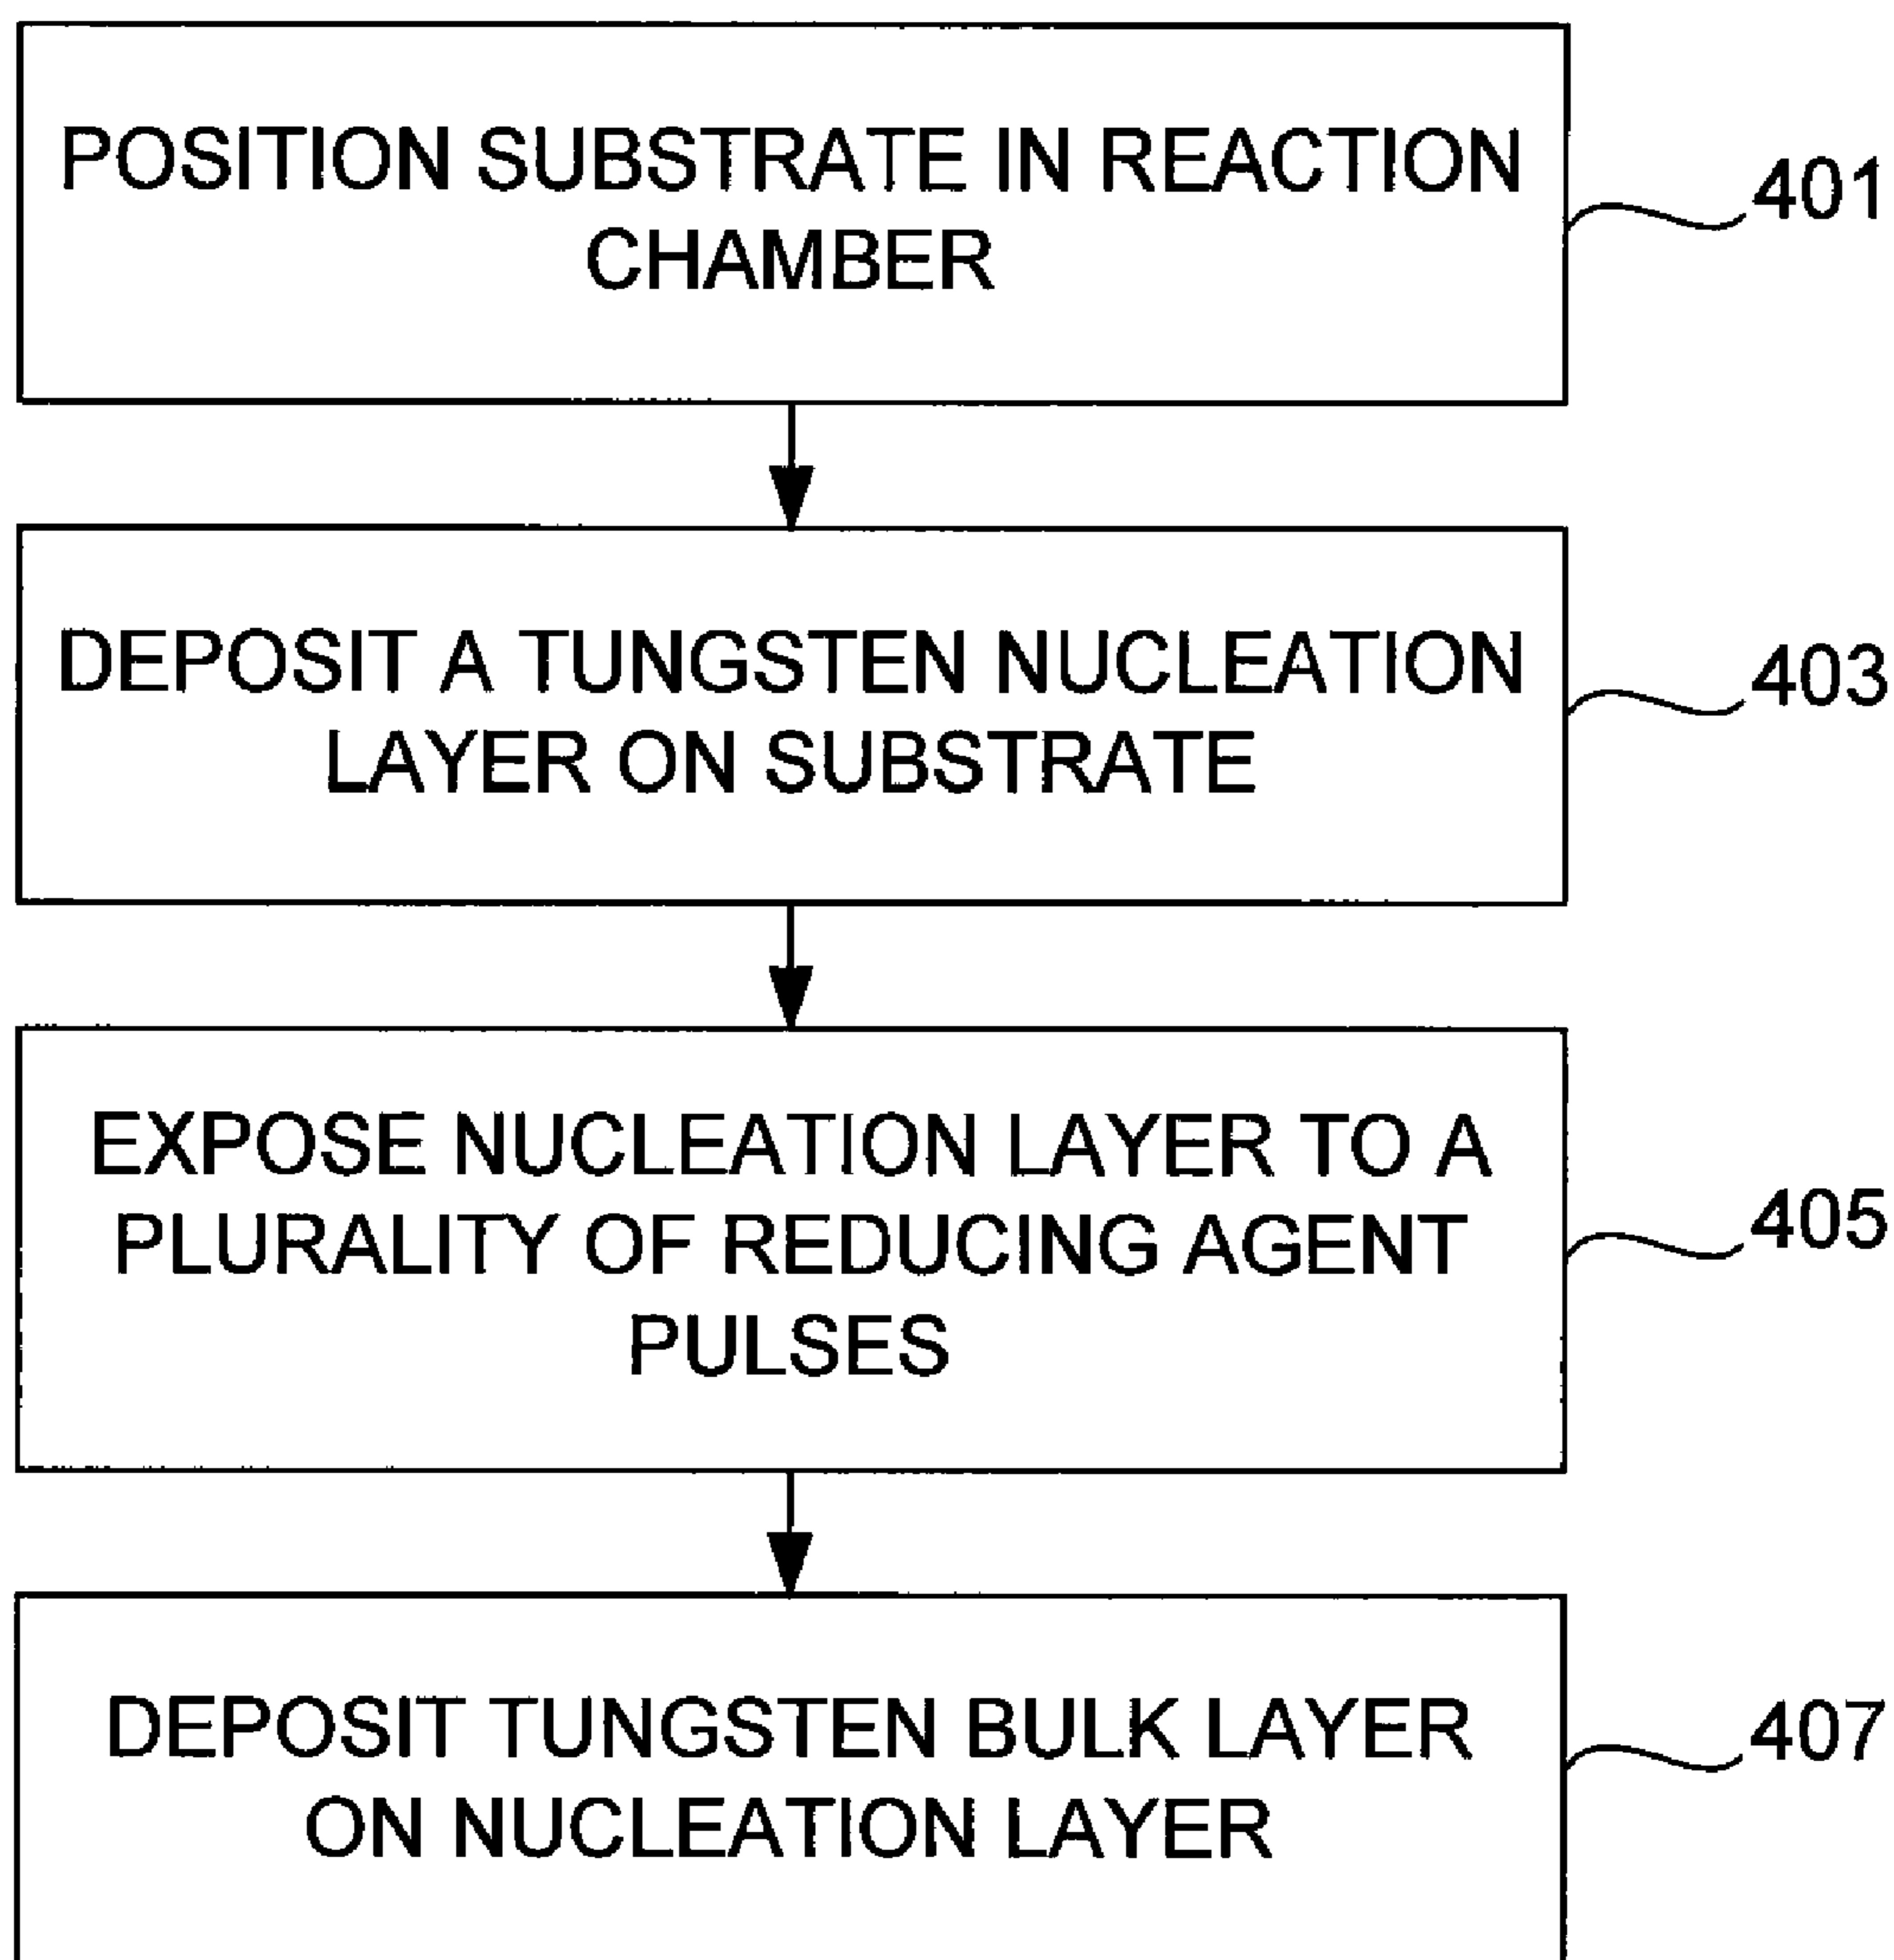 POSITION SUBSTRATE IN REACTION
CHAMBER
401
DEPOSIT A TUNGSTEN NUCLEATION
LAYER ON SUBSTRATE
403
EXPOSE NUCLEATION LAYER TO A
PLURALITY OF REDUCING AGENT
PULSES
405
DEPOSIT TUNGSTEN BULK LAYER
ON NUCLEATION LAYER
407